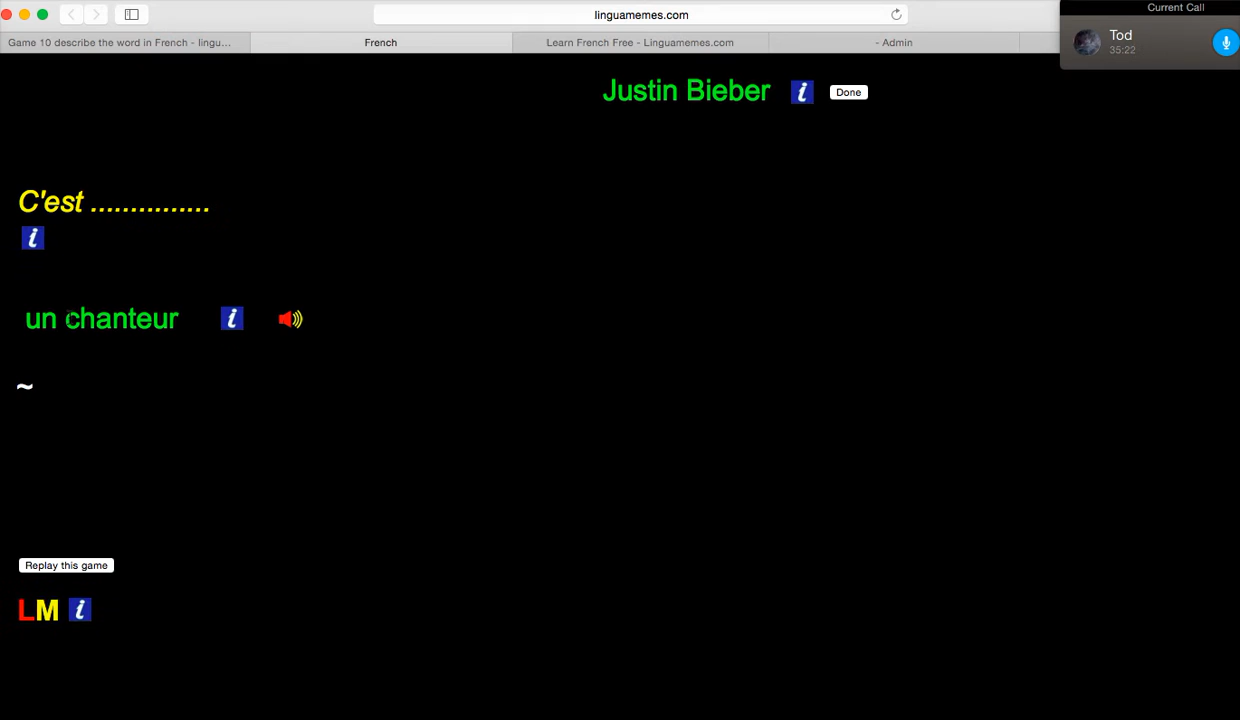 linguamemes.com
Current Call
Tod
35:22
Game 10 describe the word in French - lingu...
French
Learn French Free - Linguamemes.com
- Admin
Justin Bieber i Done
C'est ...............
i
un chanteur i
~
Replay this game
LM i